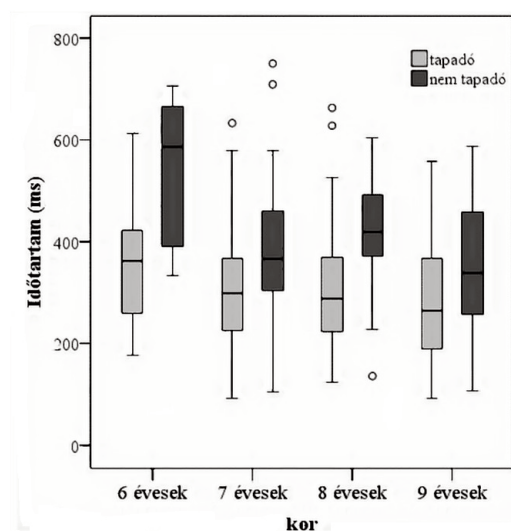 800
600
400
200
0
Időtartam (ms)
tapadó
nem tapadó
6 évesek
7 évesek
8 évesek
9 évesek
kor